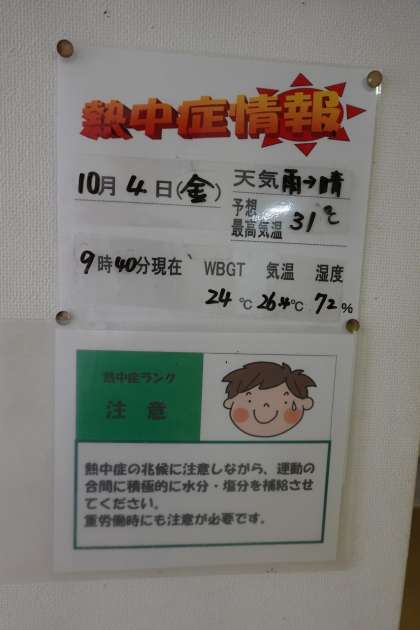 熱中症情報
10月4日(金)
天気 雨→晴
予想
最高気温 31℃
9時40分現在
WBGT 気温 湿度
24℃ 26.4℃ 72%
熱中症ランク
注意
熱中症の兆候に注意しながら、運動の
合間に積極的に水分・塩分を補給させ
てください。
重労働時にも注意が必要です。